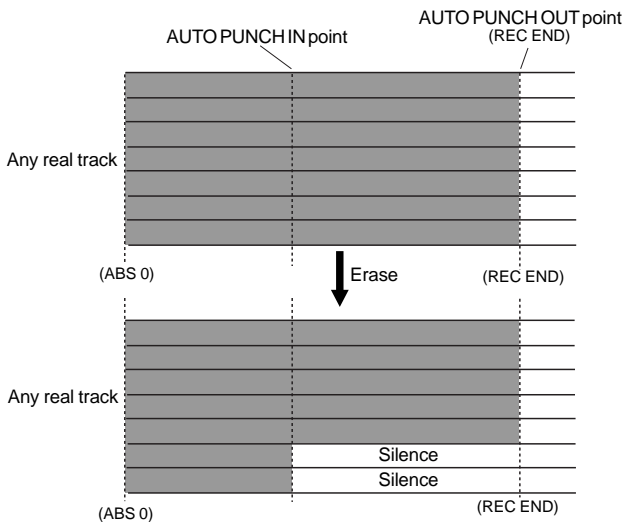 AUTO PUNCH OUT point
(REC END)
AUTO PUNCH IN point
Any real track
(ABS 0)
Erase
(REC END)
Any real track
Silence
Silence
(ABS 0)
(REC END)